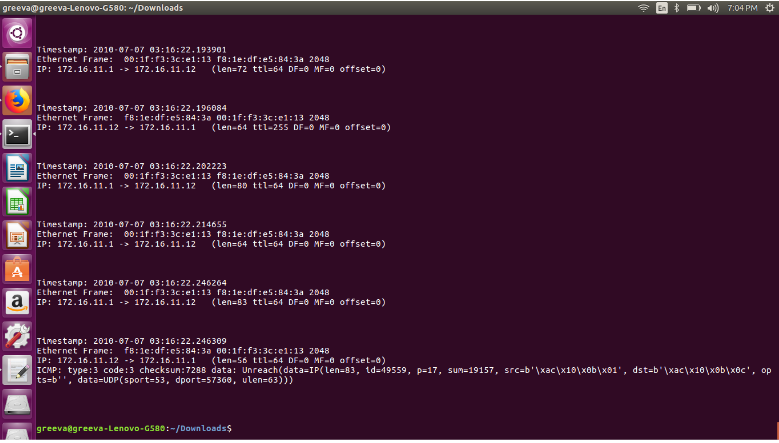 greeva@greeva-Lenovo-G580: ~/Downloads
En
7:04 PM
Timestamp: 2010-07-07 03:16:22.193901
Ethernet Frame:  00:1f:f3:3c:e1:13 f8:1e:df:e5:84:3a 2048
IP: 172.16.11.1 -> 172.16.11.12   (len=72 ttl=64 DF=0 MF=0 offset=0)
Timestamp: 2010-07-07 03:16:22.196084
Ethernet Frame:  f8:1e:df:e5:84:3a 00:1f:f3:3c:e1:13 2048
IP: 172.16.11.12 -> 172.16.11.1   (len=64 ttl=255 DF=0 MF=0 offset=0)
Timestamp: 2010-07-07 03:16:22.202223
Ethernet Frame:  00:1f:f3:3c:e1:13 f8:1e:df:e5:84:3a 2048
IP: 172.16.11.1 -> 172.16.11.12   (len=80 ttl=64 DF=0 MF=0 offset=0)
Timestamp: 2010-07-07 03:16:22.214655
Ethernet Frame:  00:1f:f3:3c:e1:13 f8:1e:df:e5:84:3a 2048
IP: 172.16.11.1 -> 172.16.11.12   (len=64 ttl=64 DF=0 MF=0 offset=0)
Timestamp: 2010-07-07 03:16:22.246264
Ethernet Frame:  00:1f:f3:3c:e1:13 f8:1e:df:e5:84:3a 2048
IP: 172.16.11.1 -> 172.16.11.12   (len=83 ttl=64 DF=0 MF=0 offset=0)
Timestamp: 2010-07-07 03:16:22.246309
Ethernet Frame:  f8:1e:df:e5:84:3a 00:1f:f3:3c:e1:13 2048
IP: 172.16.11.12 -> 172.16.11.1   (len=56 ttl=64 DF=0 MF=0 offset=0)
ICMP: type:3 code:3 checksum:7288 data: Unreach(data=IP(len=83, id=49559, p=17, sum=19157, src=b'\xac\x10\x0b\x01', dst=b'\xac\x10\x0b\x0c', op
ts=b'', data=UDP(sport=53, dport=57360, ulen=63)))
greeva@greeva-Lenovo-G580:~/Downloads$